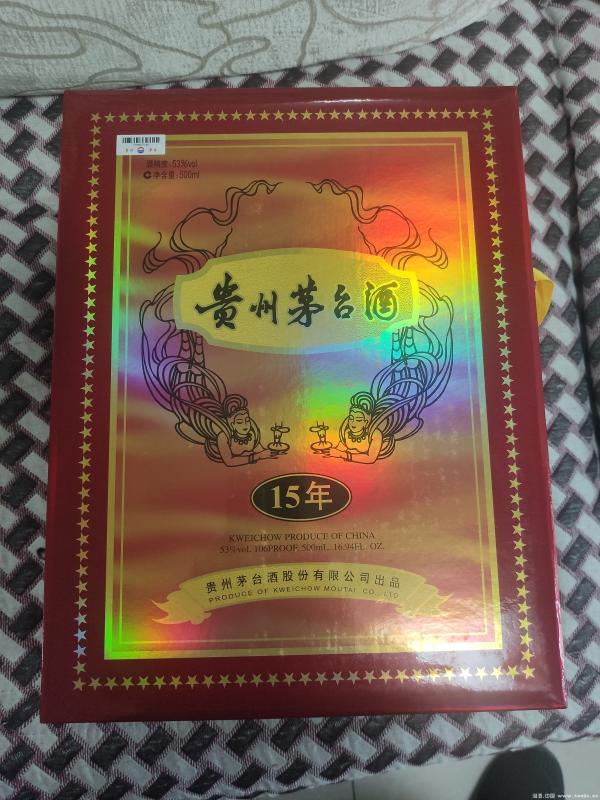 酒精度:53%vol
净含量:500ml
贵州茅台酒
15年
KWEICHOW PRODUCE OF CHINA
53%vol. 106PROOF. 500mL. 16.94FL. OZ.
贵州茅台酒股份有限公司出品
PRODUCE OF KWEICHOW MOUTAI CO., LTD